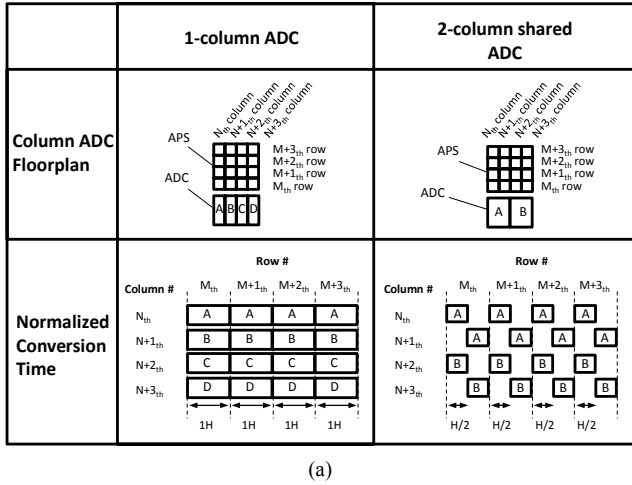 1-column ADC
2-column shared
ADC
Column ADC
Floorplan
Nth column
N+1th column
N+2th column
N+3th column
APS
M+3th row
M+2th row
M+1th row
Mth row
ADC
A B C D
Nth column
N+1th column
N+2th column
N+3th column
APS
M+3th row
M+2th row
M+1th row
Mth row
ADC
A B
Normalized
Conversion
Time
Row #
Column # Mth M+1th M+2th M+3th
Nth A A A A
N+1th B B B B
N+2th C C C C
N+3th D D D D
1H 1H 1H 1H
Row #
Column # Mth M+1th M+2th M+3th
Nth A A A A
N+1th A A A A
N+2th B B B B
N+3th B B B B
H/2 H/2 H/2 H/2
(a)